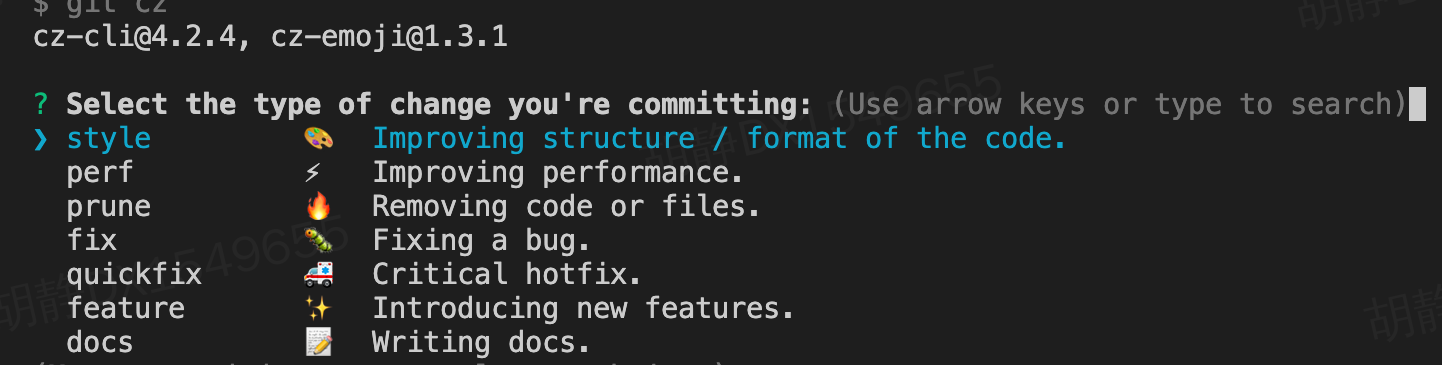 $ git cz
cz-cli@4.2.4, cz-emoji@1.3.1
? Select the type of change you're committing: (Use arrow keys or type to search)
❯ style 🎨 Improving structure / format of the code.
perf ⚡ Improving performance.
prune 🔥 Removing code or files.
fix 🐛 Fixing a bug.
quickfix 🚑 Critical hotfix.
feature ✨ Introducing new features.
docs 📝 Writing docs.